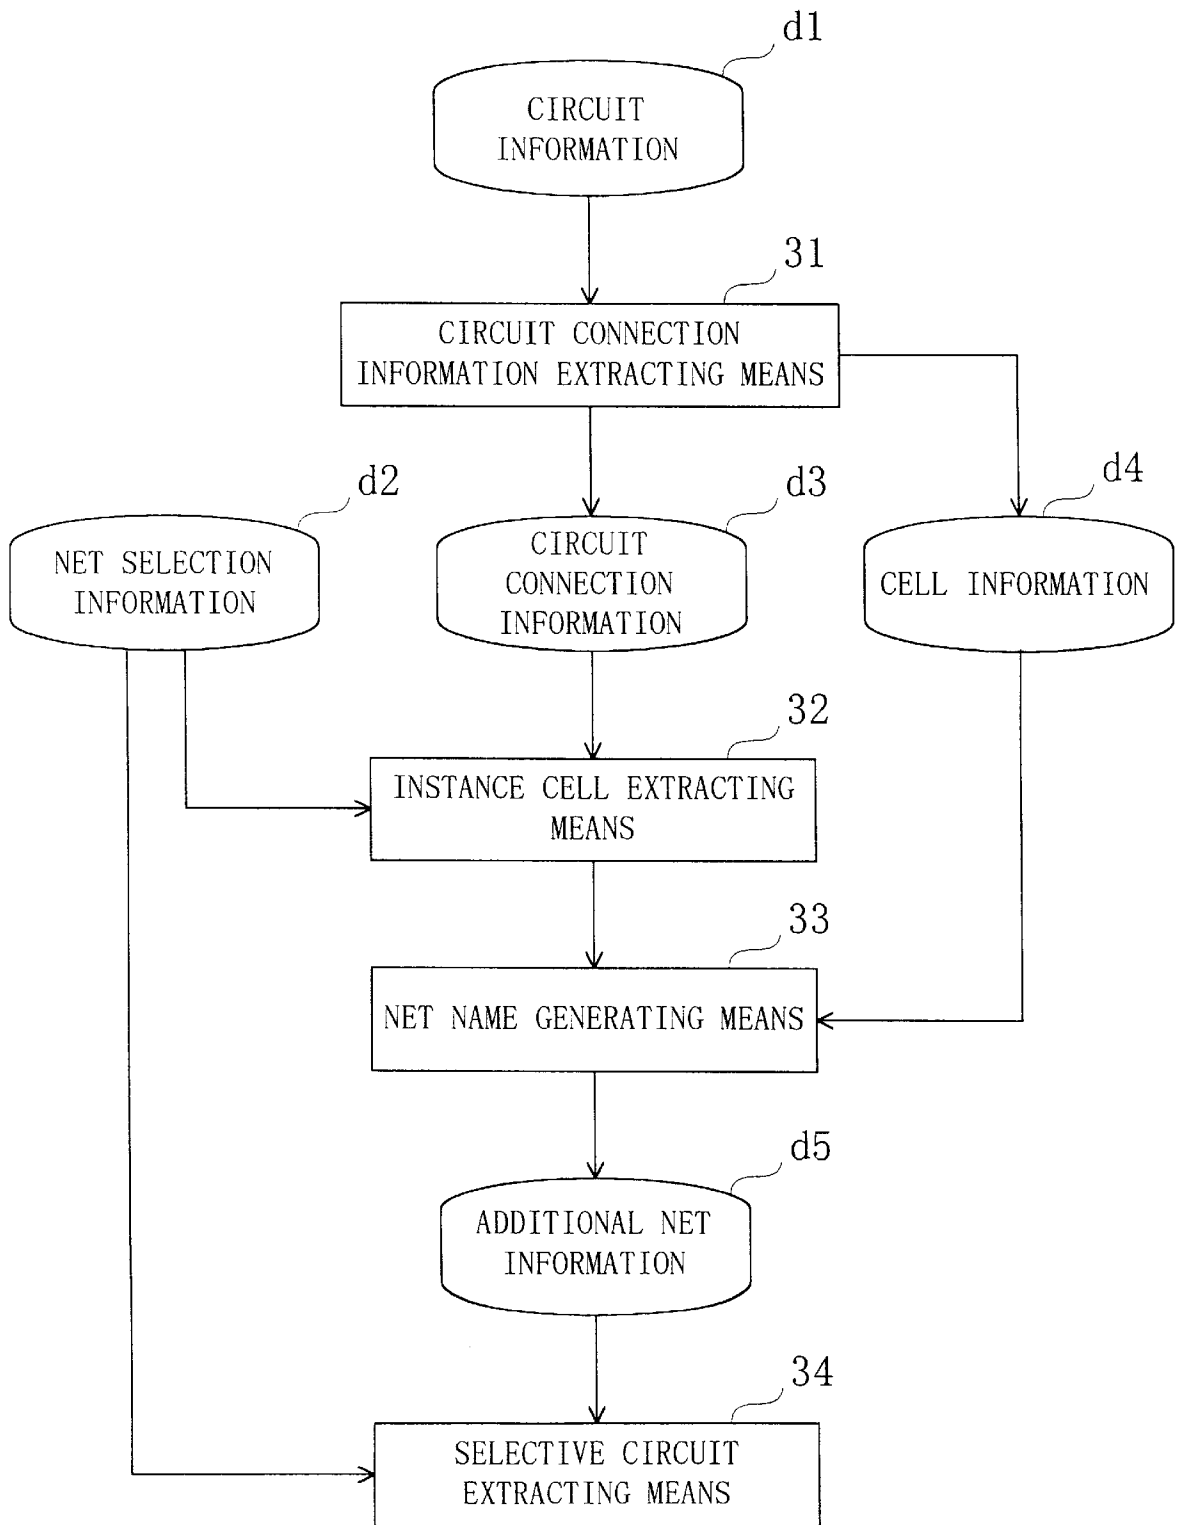 d1
CIRCUIT
INFORMATION
31
CIRCUIT CONNECTION
INFORMATION EXTRACTING MEANS
d2
d3
d4
NET SELECTION
INFORMATION
CIRCUIT
CONNECTION
INFORMATION
CELL INFORMATION
32
INSTANCE CELL EXTRACTING
MEANS
33
NET NAME GENERATING MEANS
d5
ADDITIONAL NET
INFORMATION
34
SELECTIVE CIRCUIT
EXTRACTING MEANS